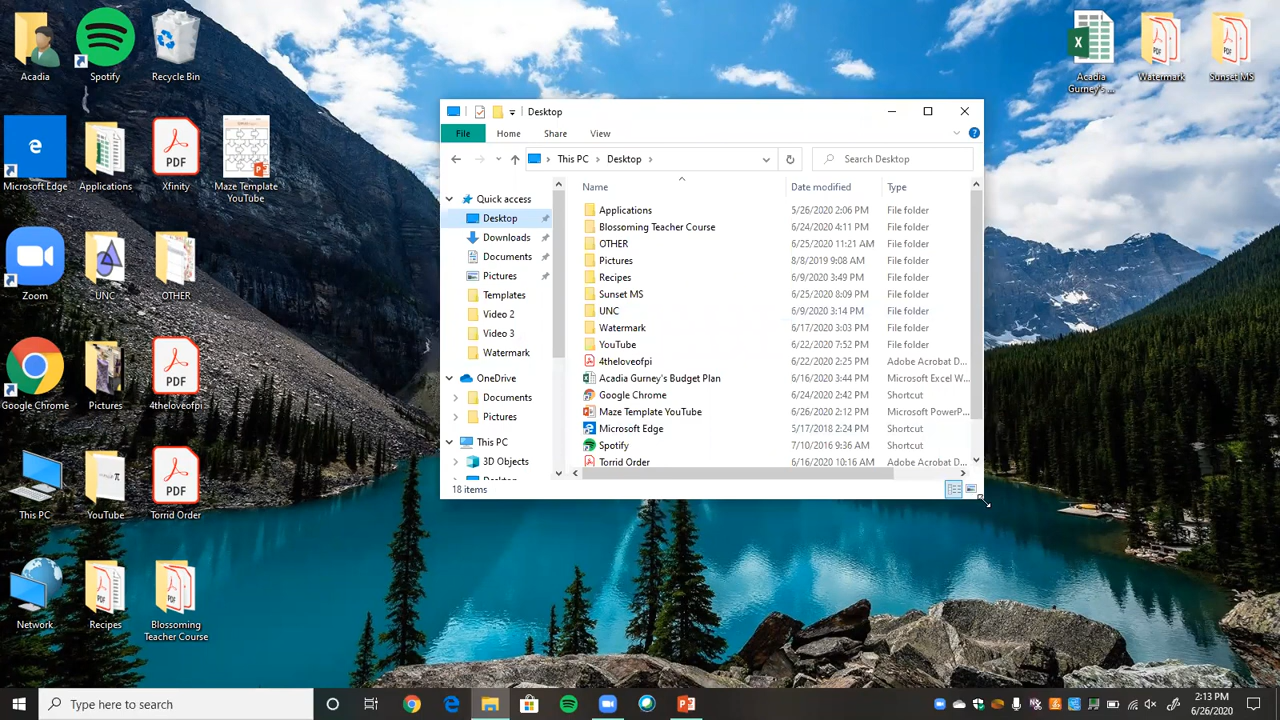 Acadia
Spotify
Recycle Bin
Acadia
Gurney's ...
Watermark
Sunset MS
Microsoft Edge
Applications
PDF
Xfinity
Maze Template
YouTube
Zoom
UNC
OTHER
Google Chrome
Pictures
PDF
4theloveofpi
This PC
YouTube
PDF
Torrid Order
Network
Recipes
Blossoming
Teacher Course
Desktop
File
Home
Share
View
This PC
Desktop
Search Desktop
Quick access
Desktop
Downloads
Documents
Pictures
Templates
Video 2
Video 3
Watermark
OneDrive
Documents
Pictures
This PC
3D Objects
Name Date modified Type
Applications 5/26/2020 2:06 PM File folder
Blossoming Teacher Course 6/24/2020 4:11 PM File folder
OTHER 6/25/2020 11:21 AM File folder
Pictures 8/8/2019 9:08 AM File folder
Recipes 6/9/2020 3:49 PM File folder
Sunset MS 6/25/2020 8:09 PM File folder
UNC 6/9/2020 3:14 PM File folder
Watermark 6/17/2020 3:03 PM File folder
YouTube 6/22/2020 7:52 PM File folder
4theloveofpi 6/22/2020 2:25 PM Adobe Acrobat D...
Acadia Gurney's Budget Plan 6/16/2020 3:44 PM Microsoft Excel W...
Google Chrome 6/24/2020 2:42 PM Shortcut
Maze Template YouTube 6/26/2020 2:12 PM Microsoft PowerP...
Microsoft Edge 5/17/2018 2:24 PM Shortcut
Spotify 7/10/2016 9:36 AM Shortcut
Torrid Order 6/16/2020 10:16 AM Adobe Acrobat D...
18 items
Type here to search
2:13 PM
6/26/2020